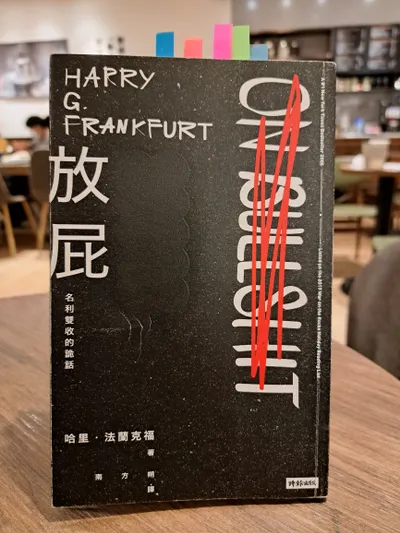 HARRY
G.
FRANKFURT
放屁
名利雙收的詭話
ON BULLSHIT
哈里·法蘭克福 著
南方朔 譯
時報出版